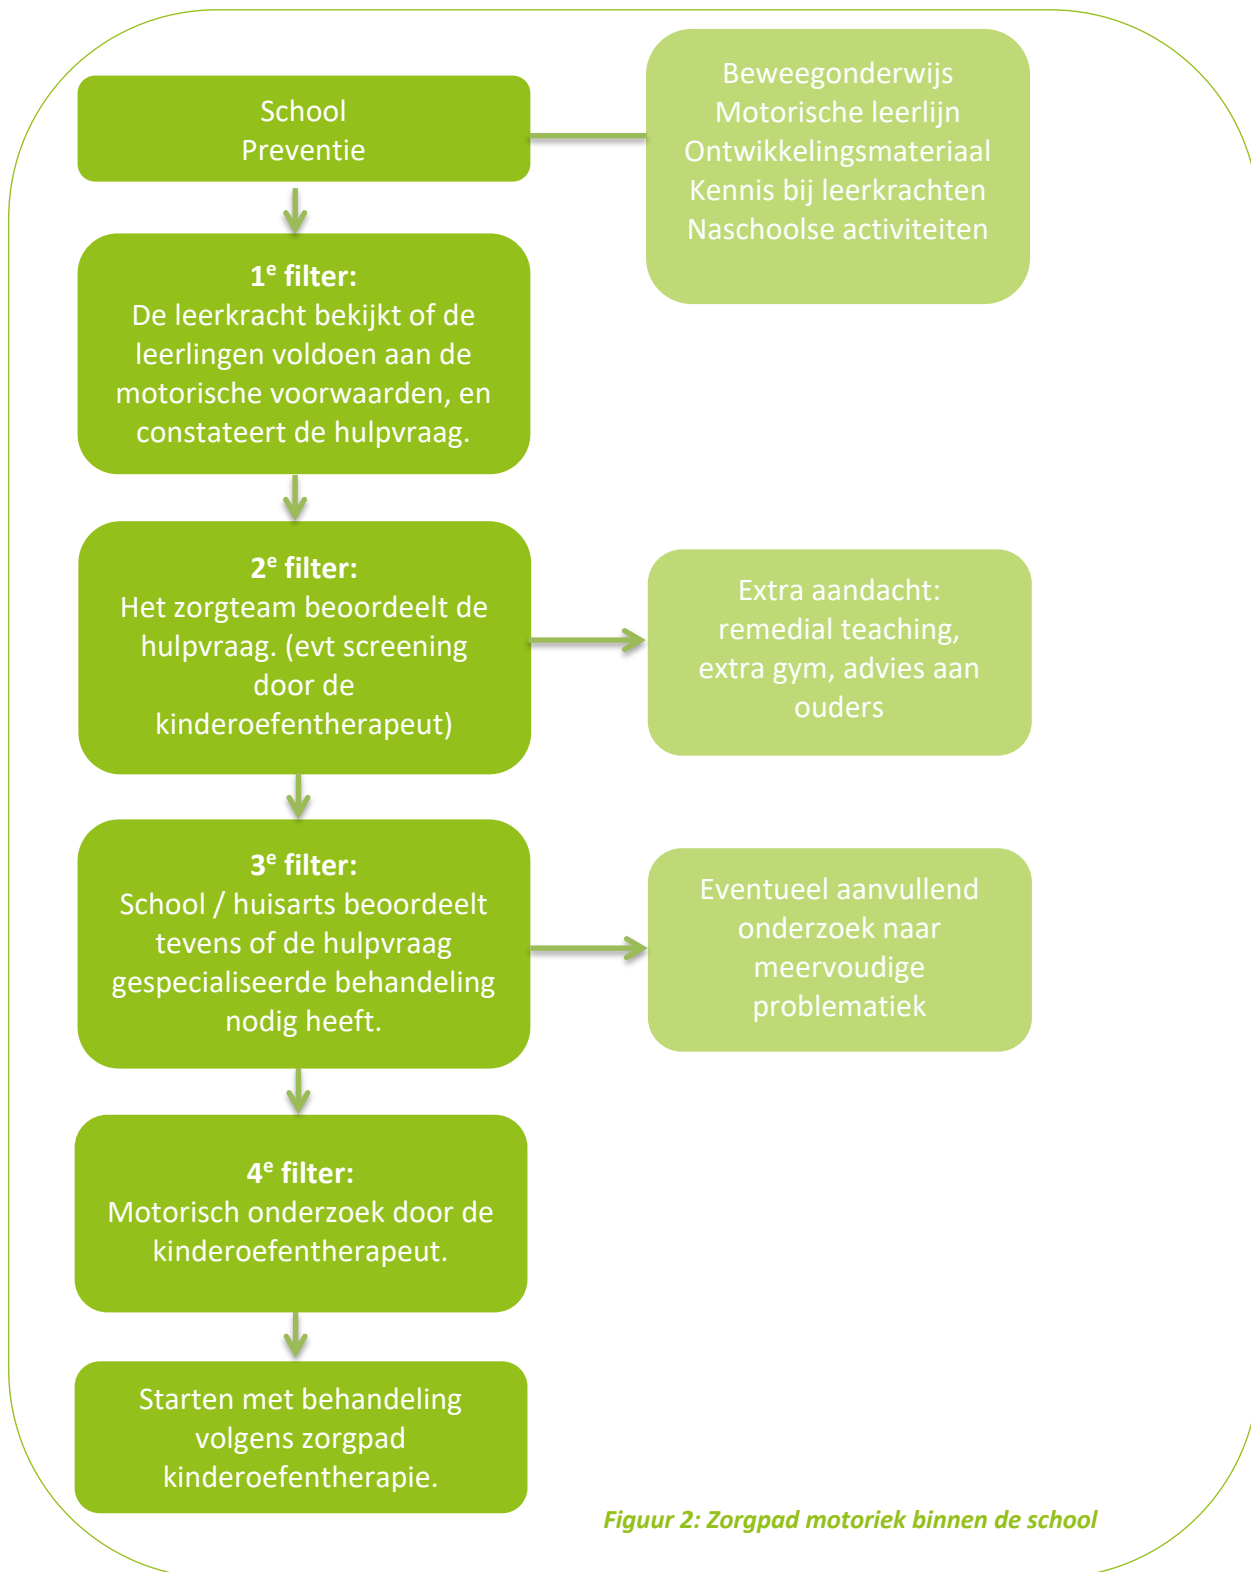 School
Preventie
Beweegonderwijs
Motorische leerlijn
Ontwikkelingsmateriaal
Kennis bij leerkrachten
Naschoolse activiteiten
1e filter:
De leerkracht bekijkt of de
leerlingen voldoen aan de
motorische voorwaarden, en
constateert de hulpvraag.
2e filter:
Het zorgteam beoordeelt de
hulpvraag. (evt screening
door de
kinderoefentherapeut)
Extra aandacht:
remedial teaching,
extra gym, advies aan
ouders
3e filter:
School / huisarts beoordeelt
tevens of de hulpvraag
gespecialiseerde behandeling
nodig heeft.
Eventueel aanvullend
onderzoek naar
meervoudige
problematiek
4e filter:
Motorisch onderzoek door de
kinderoefentherapeut.
Starten met behandeling
volgens zorgpad
kinderoefentherapie.
Figuur 2: Zorgpad motoriek binnen de school